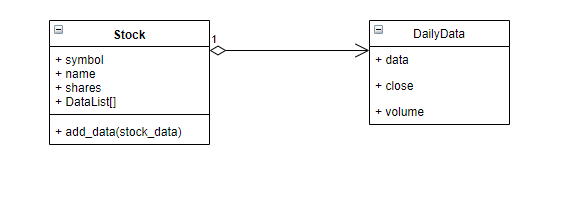 Stock
+ symbol
+ name
+ shares
+ DataList[]
+ add_data(stock_data)
1
DailyData
+ data
+ close
+ volume